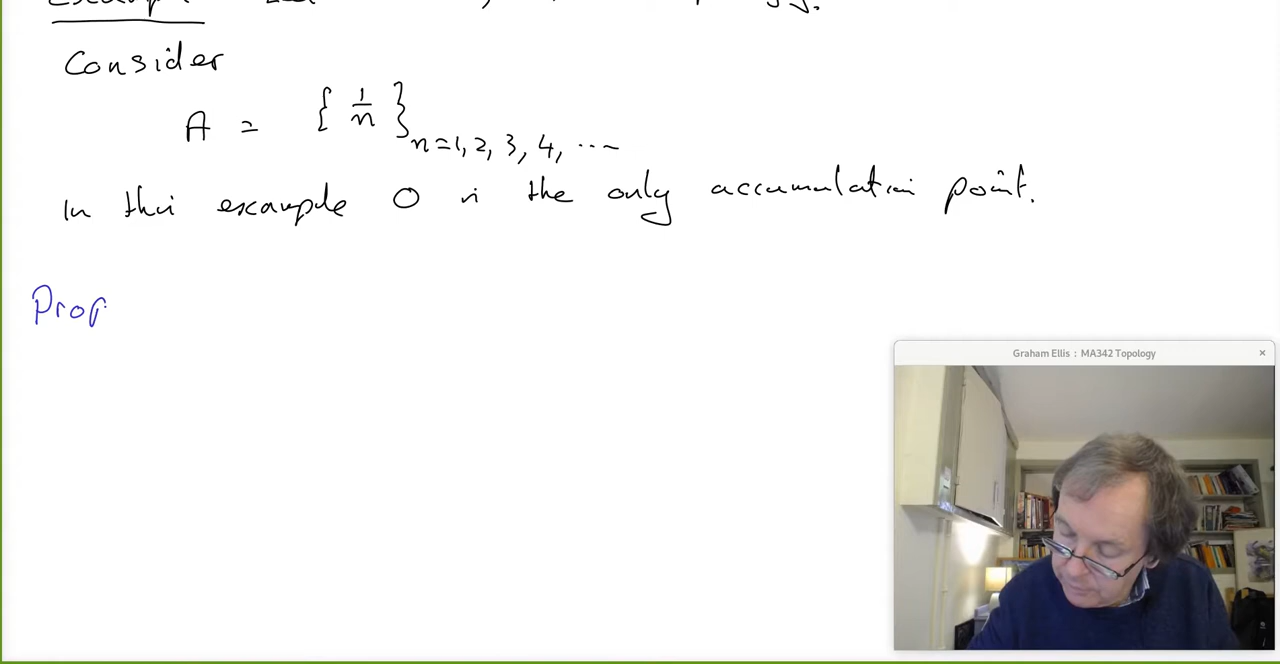 Consider
A = { 1/n } n=1, 2, 3, 4, ...
In this example 0 is the only accumulation point.
Prop
Graham Ellis : MA342 Topology